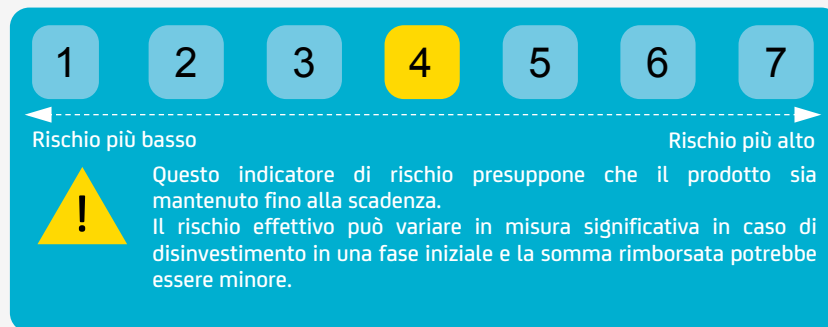 1 2 3 4 5 6 7
Rischio più basso Rischio più alto
!
Questo indicatore di rischio presuppone che il prodotto sia
mantenuto fino alla scadenza.
Il rischio effettivo può variare in misura significativa in caso di
disinvestimento in una fase iniziale e la somma rimborsata potrebbe
essere minore.